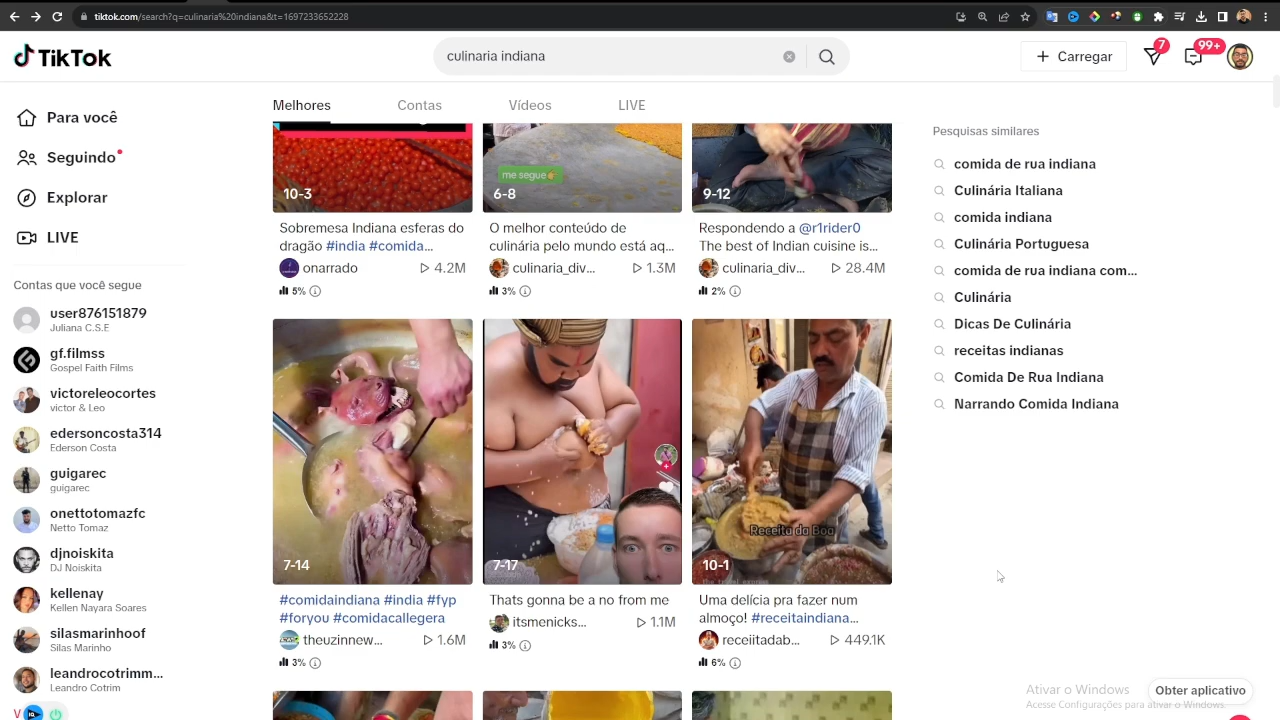 tiktok.com/search?q=culinaria%20indiana&t=1697233652228
TikTok
culinaria indiana
Carregar
7
99+
Para você
Seguindo
Explorar
LIVE
Contas que você segue
user876151879
Juliana C.S.E
gf.filmss
Gospel Faith Films
victoreleocortes
victor & Leo
edersoncosta314
Ederson Costa
guigarec
guigarec
onettotomazfc
Netto Tomaz
djnoiskita
DJ Noiskita
kellenay
Kellen Nayara Soares
silasmarinhoof
Silas Marinho
leandrocotrimm...
Leandro Cotrim
V
Melhores Contas Vídeos LIVE
10-3
Sobremesa Indiana esferas do
dragão #india #comida...
onarrado 4.2M
5%
me segue
6-8
O melhor conteúdo de
culinária pelo mundo está aq...
culinaria_div... 1.3M
3%
9-12
Respondendo a @r1rider0
The best of Indian cuisine is...
culinaria_div... 28.4M
2%
7-14
#comidaindiana #india #fyp
#foryou #comidacallegera
theuzinnew... 1.6M
3%
7-17
Thats gonna be a no from me
itsmenicks... 1.1M
3%
Receita da Boa
10-1
Uma delícia pra fazer num
almoço! #receitaindiana...
receiitadab... 449.1K
6%
Pesquisas similares
comida de rua indiana
Culinária Italiana
comida indiana
Culinária Portuguesa
comida de rua indiana com...
Culinária
Dicas De Culinária
receitas indianas
Comida De Rua Indiana
Narrando Comida Indiana
Ativar o Windows
Acesse Configurações para ativar o Windows.
Obter aplicativo